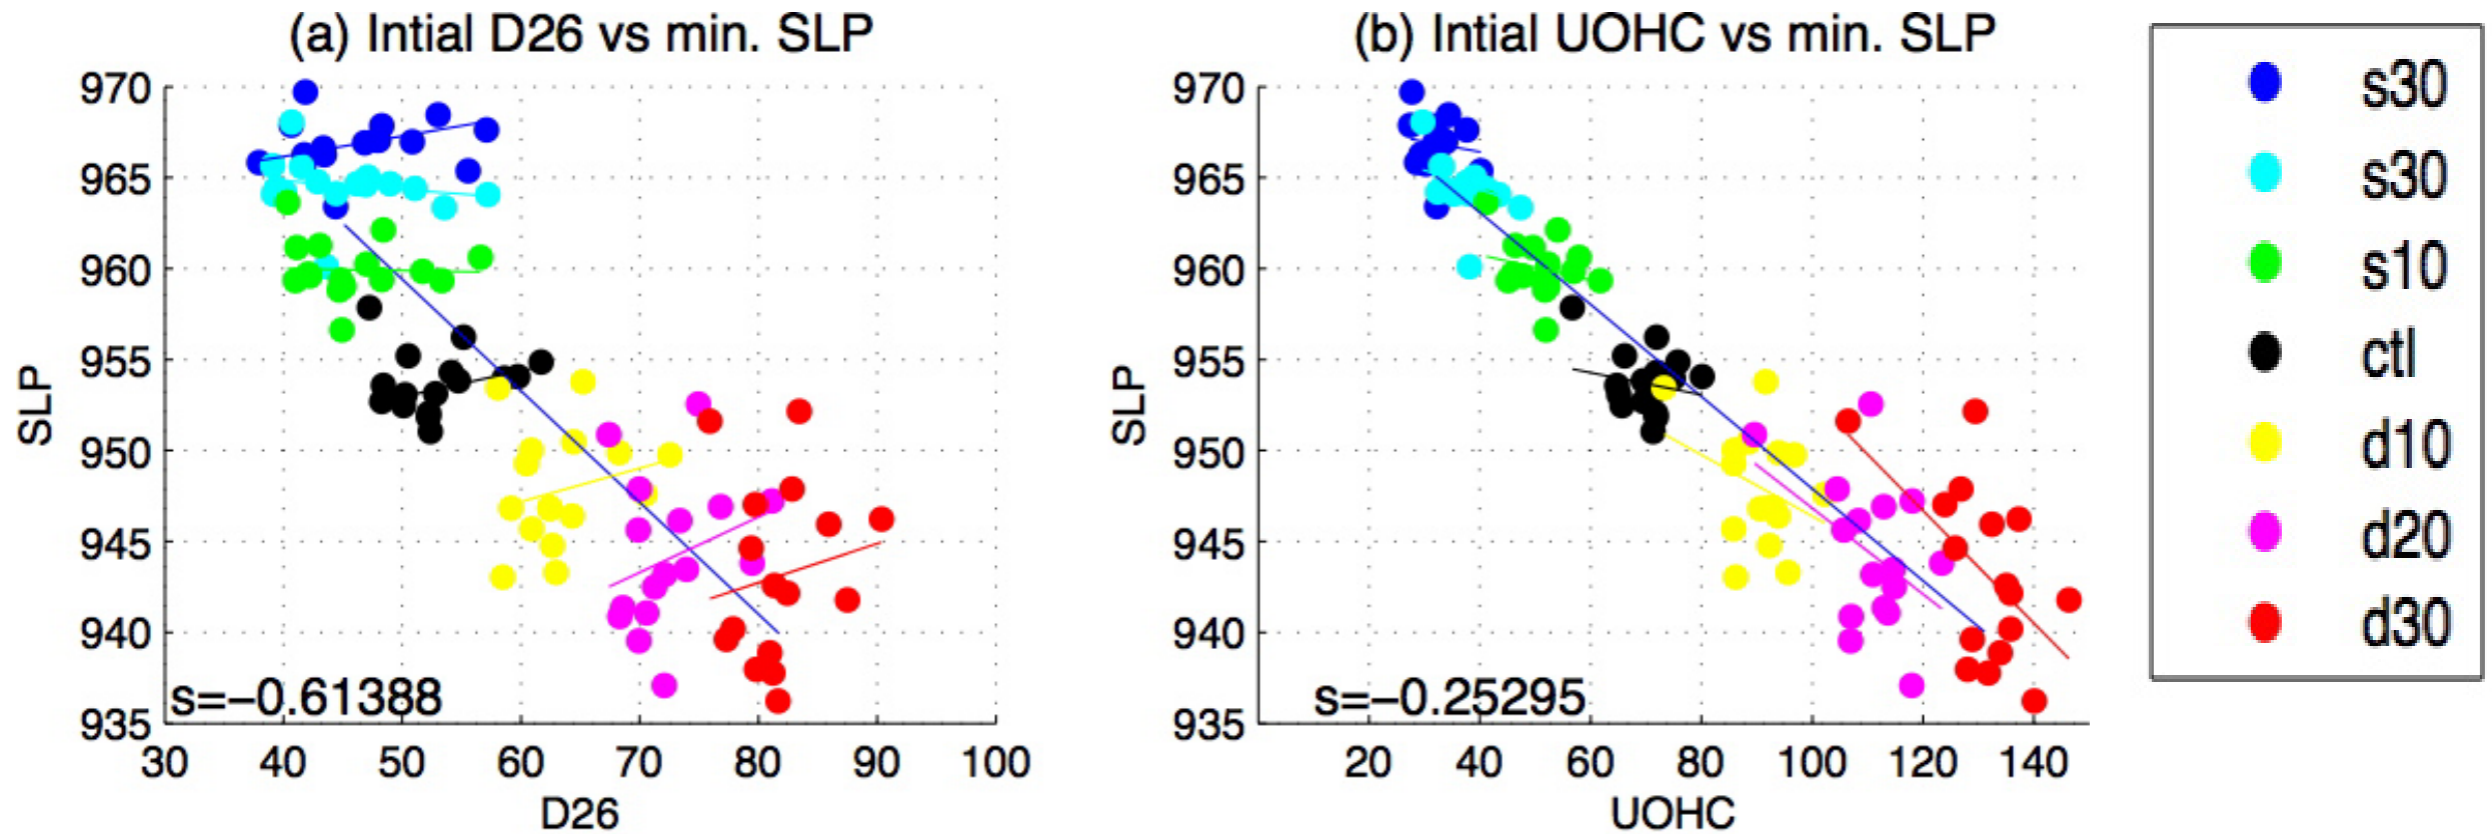 (a) Intial D26 vs min. SLP
970
965
960
955
950
945
940
935
SLP
s=−0.61388
30 40 50 60 70 80 90 100
D26
(b) Intial UOHC vs min. SLP
970
965
960
955
950
945
940
935
SLP
s=−0.25295
20 40 60 80 100 120 140
UOHC
s30
s30
s10
ctl
d10
d20
d30